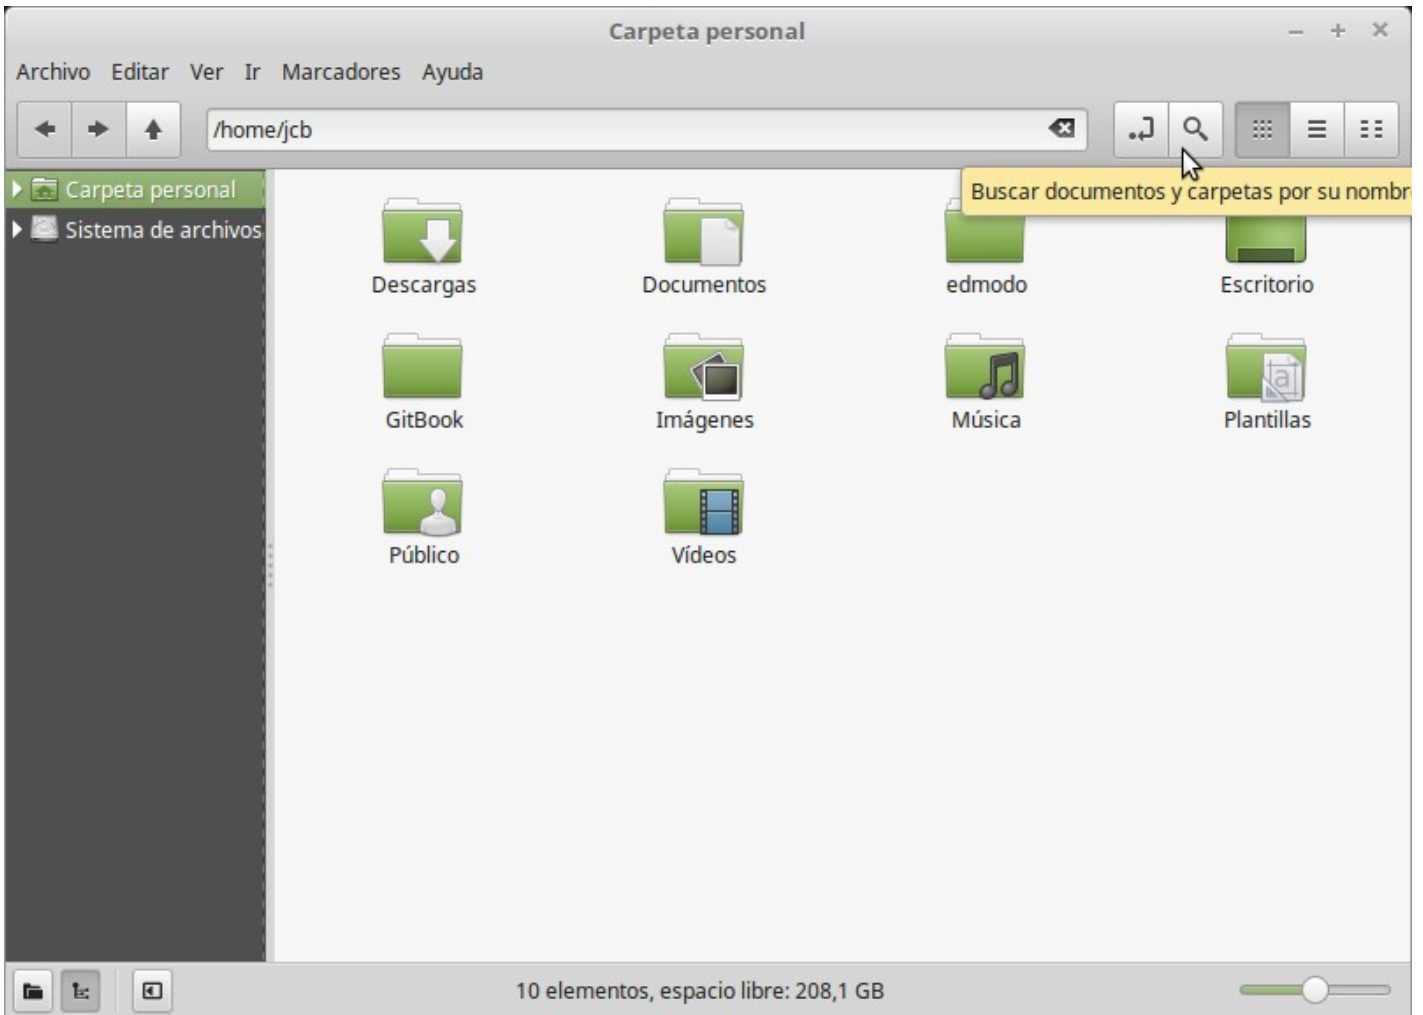 Carpeta personal
Archivo Editar Ver Ir Marcadores Ayuda
/home/jcb
Carpeta personal
Sistema de archivos
Buscar documentos y carpetas por su nombr
Descargas Documentos edmodo Escritorio
GitBook Imágenes Música Plantillas
Público Vídeos
10 elementos, espacio libre: 208,1 GB